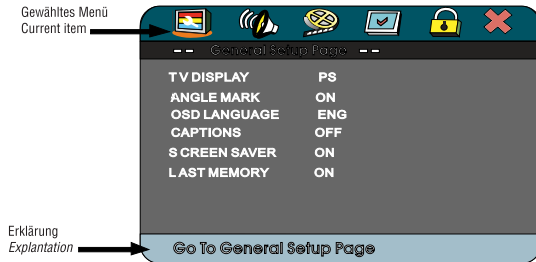 Gewähltes Menü
Current item
-- General Setup Page --
TV DISPLAY PS
ANGLE MARK ON
OSD LANGUAGE ENG
CAPTIONS OFF
SCREEN SAVER ON
LAST MEMORY ON
Erklärung
Explantation
Go To General Setup Page